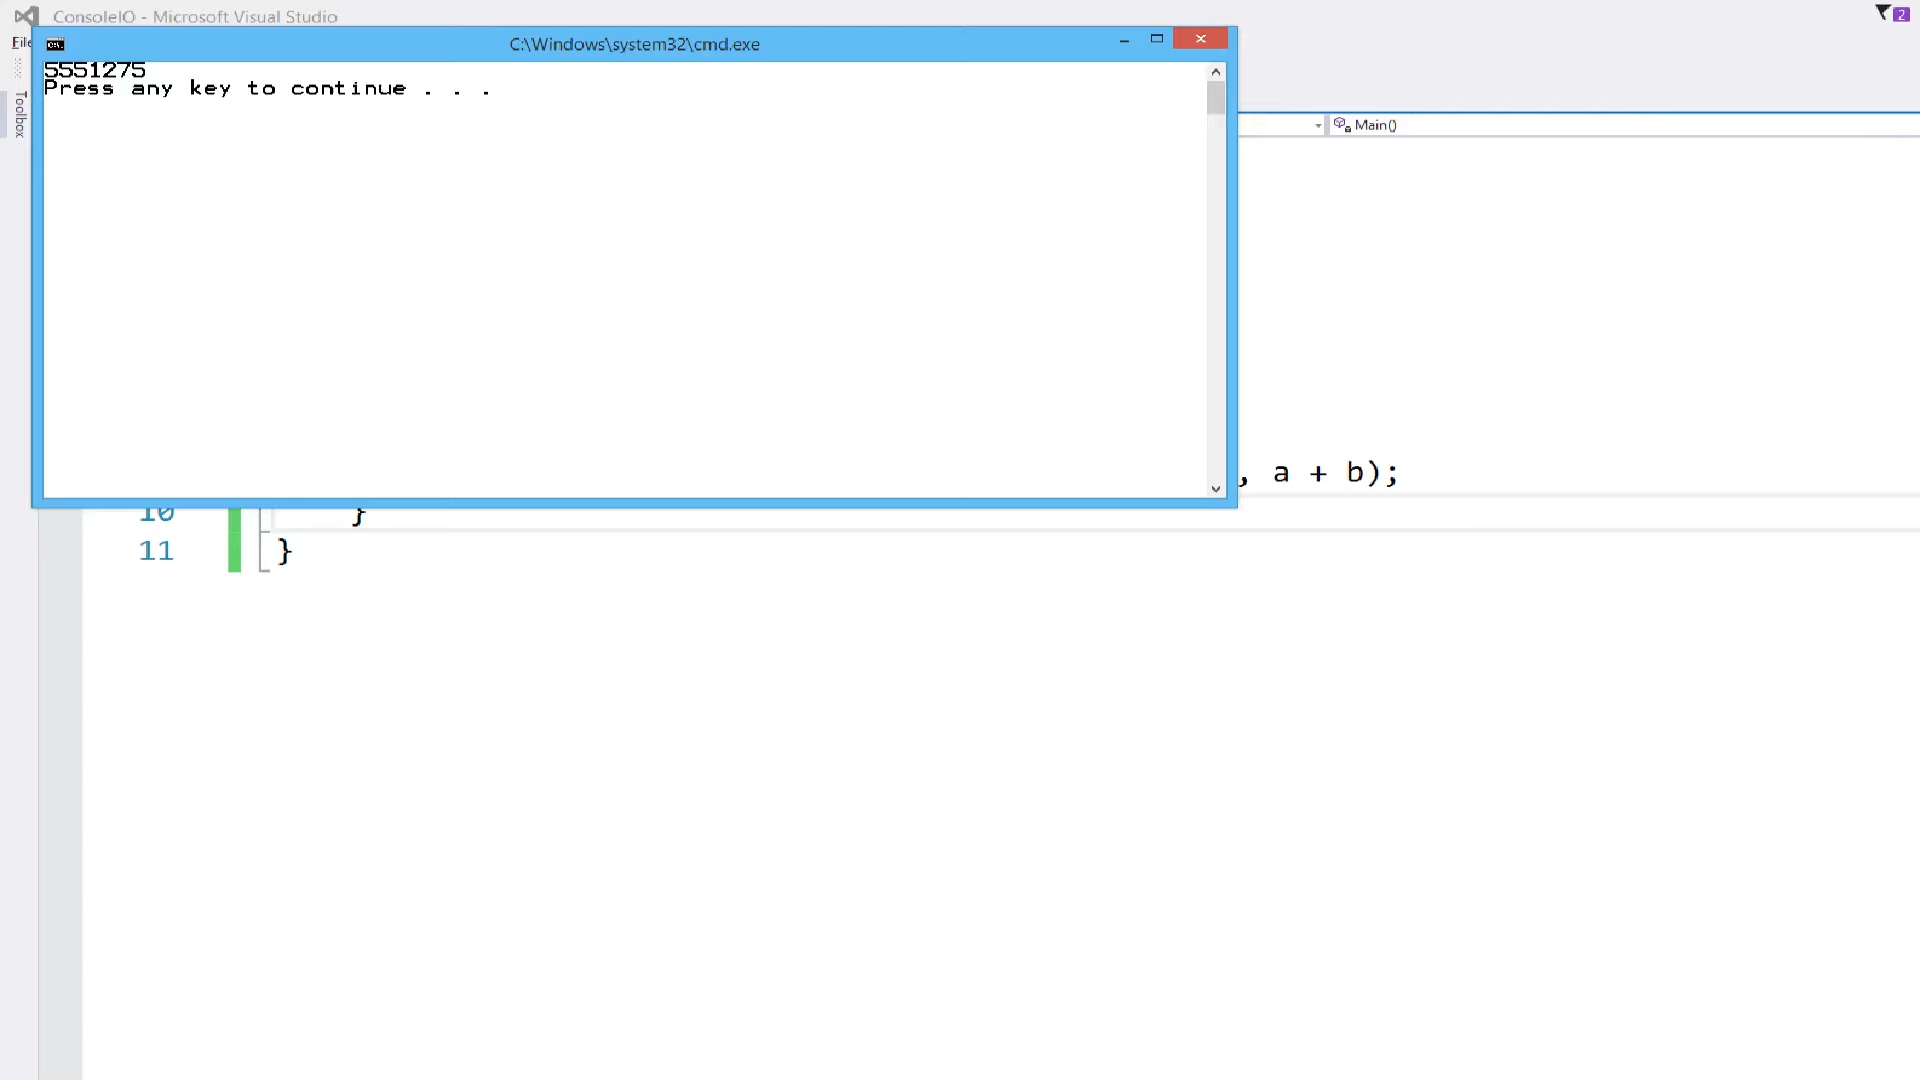 ConsoleIO - Microsoft Visual Studio
2
File
C:\Windows\system32\cmd.exe
5551275
Press any key to continue . . .
Toolbox
Main()
, a + b);
10 }
11 }